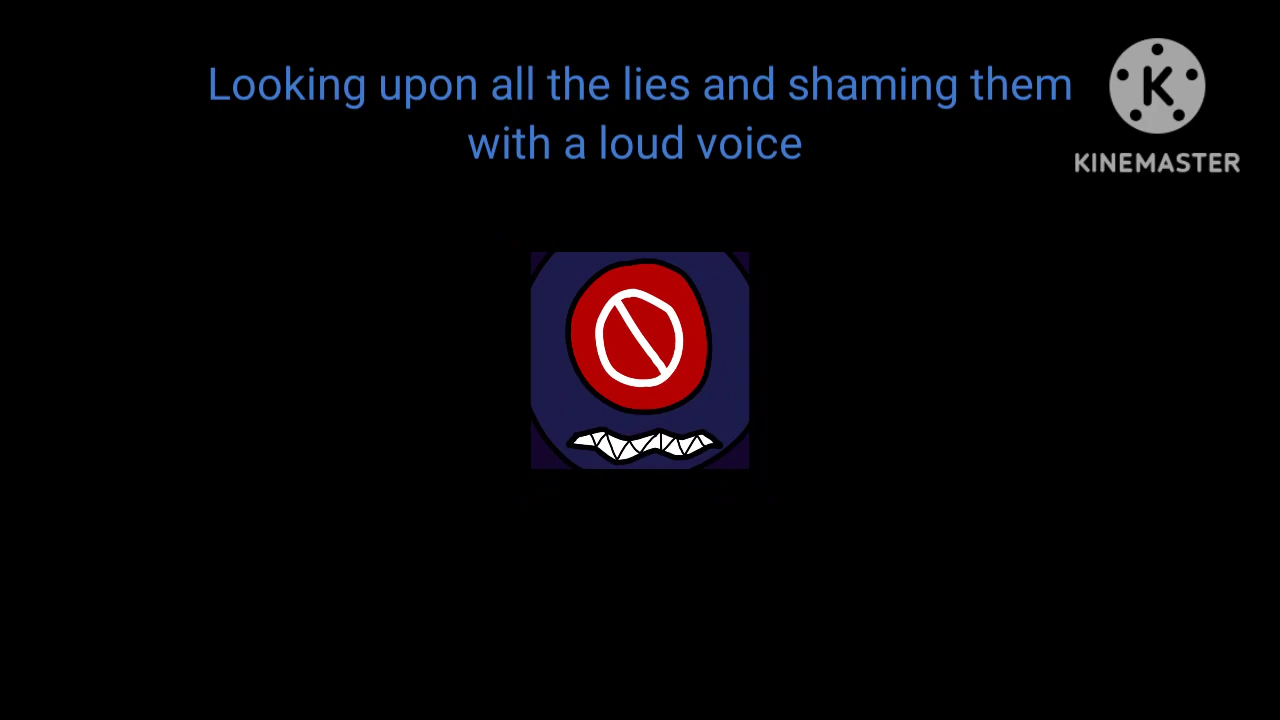 Looking upon all the lies and shaming them
with a loud voice
K
KINEMASTER